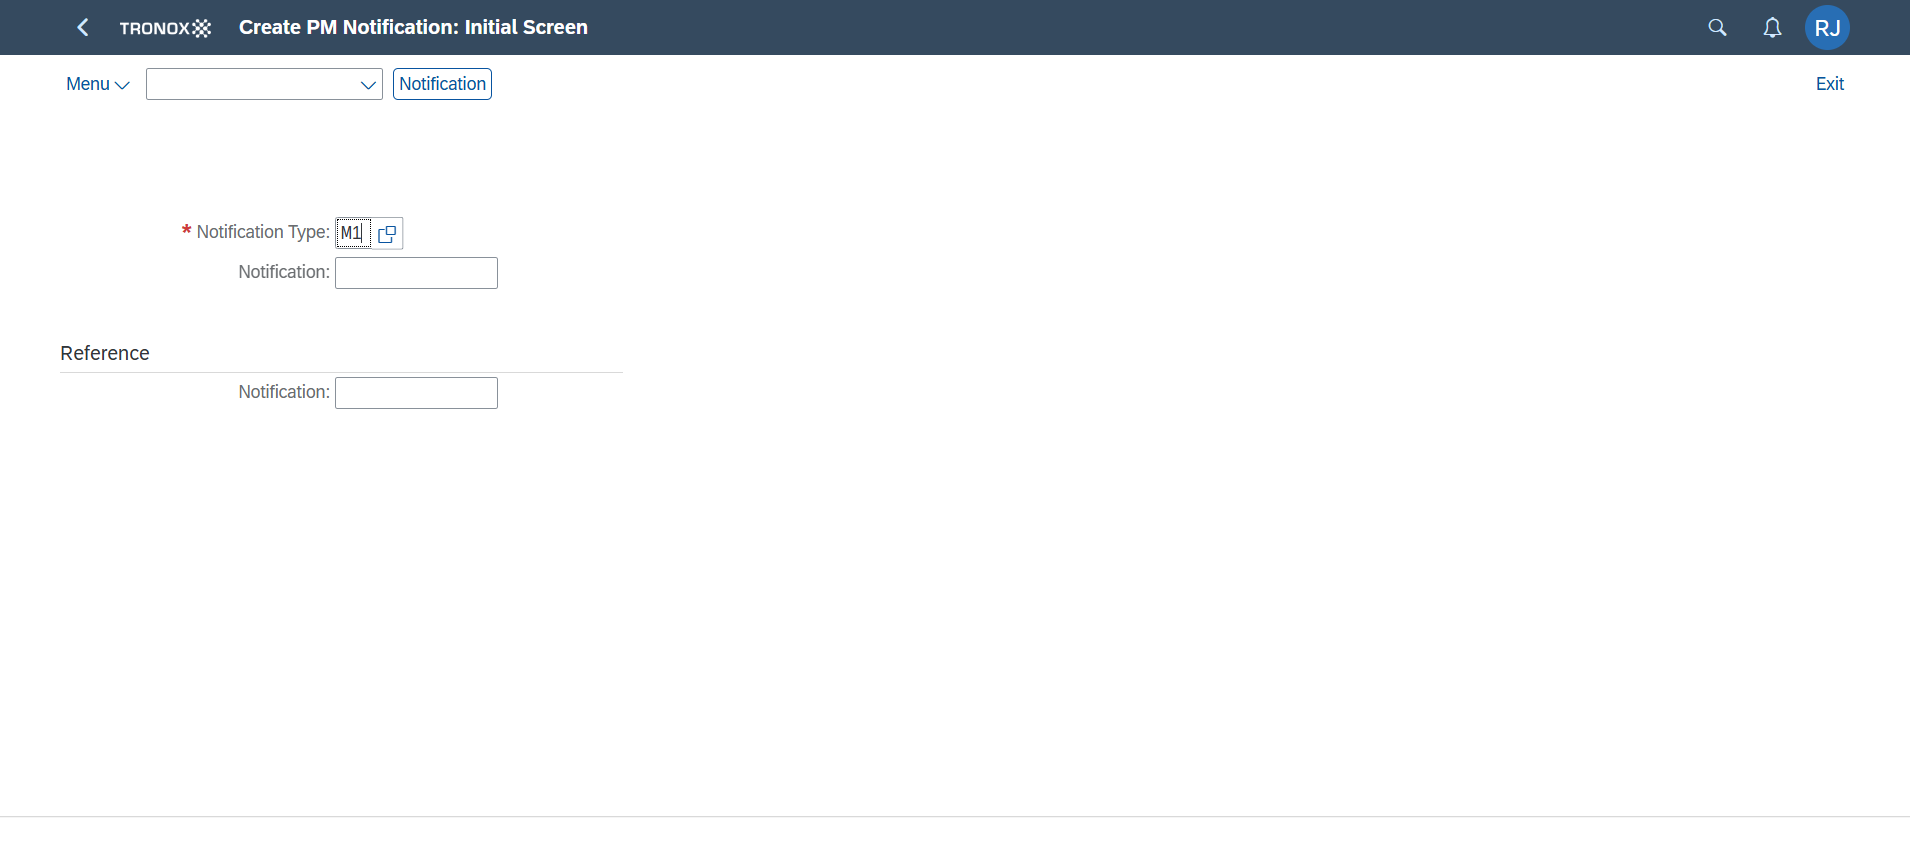 TRONOX Create PM Notification: Initial Screen RJ
Menu Notification Exit
* Notification Type: M1
Notification:
Reference
Notification: